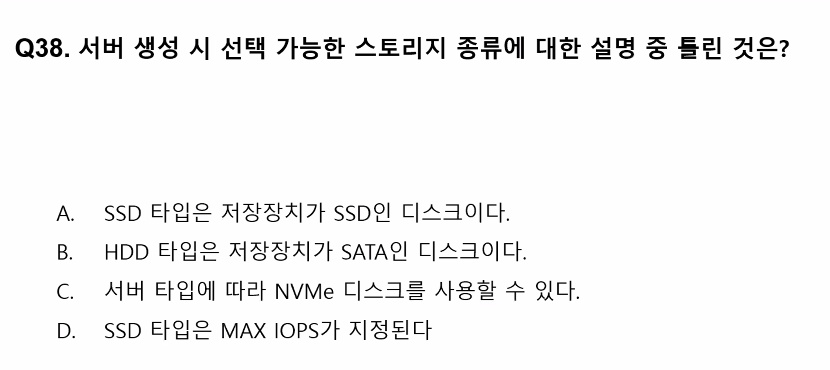 Q38. 서버 생성 시 선택 가능한 스토리지 종류에 대한 설명 중 틀린 것은?
A. SSD 타입은 저장장치가 SSD인 디스크이다.
B. HDD 타입은 저장장치가 SATA인 디스크이다.
C. 서버 타입에 따라 NVMe 디스크를 사용할 수 있다.
D. SSD 타입은 MAX IOPS가 지정된다